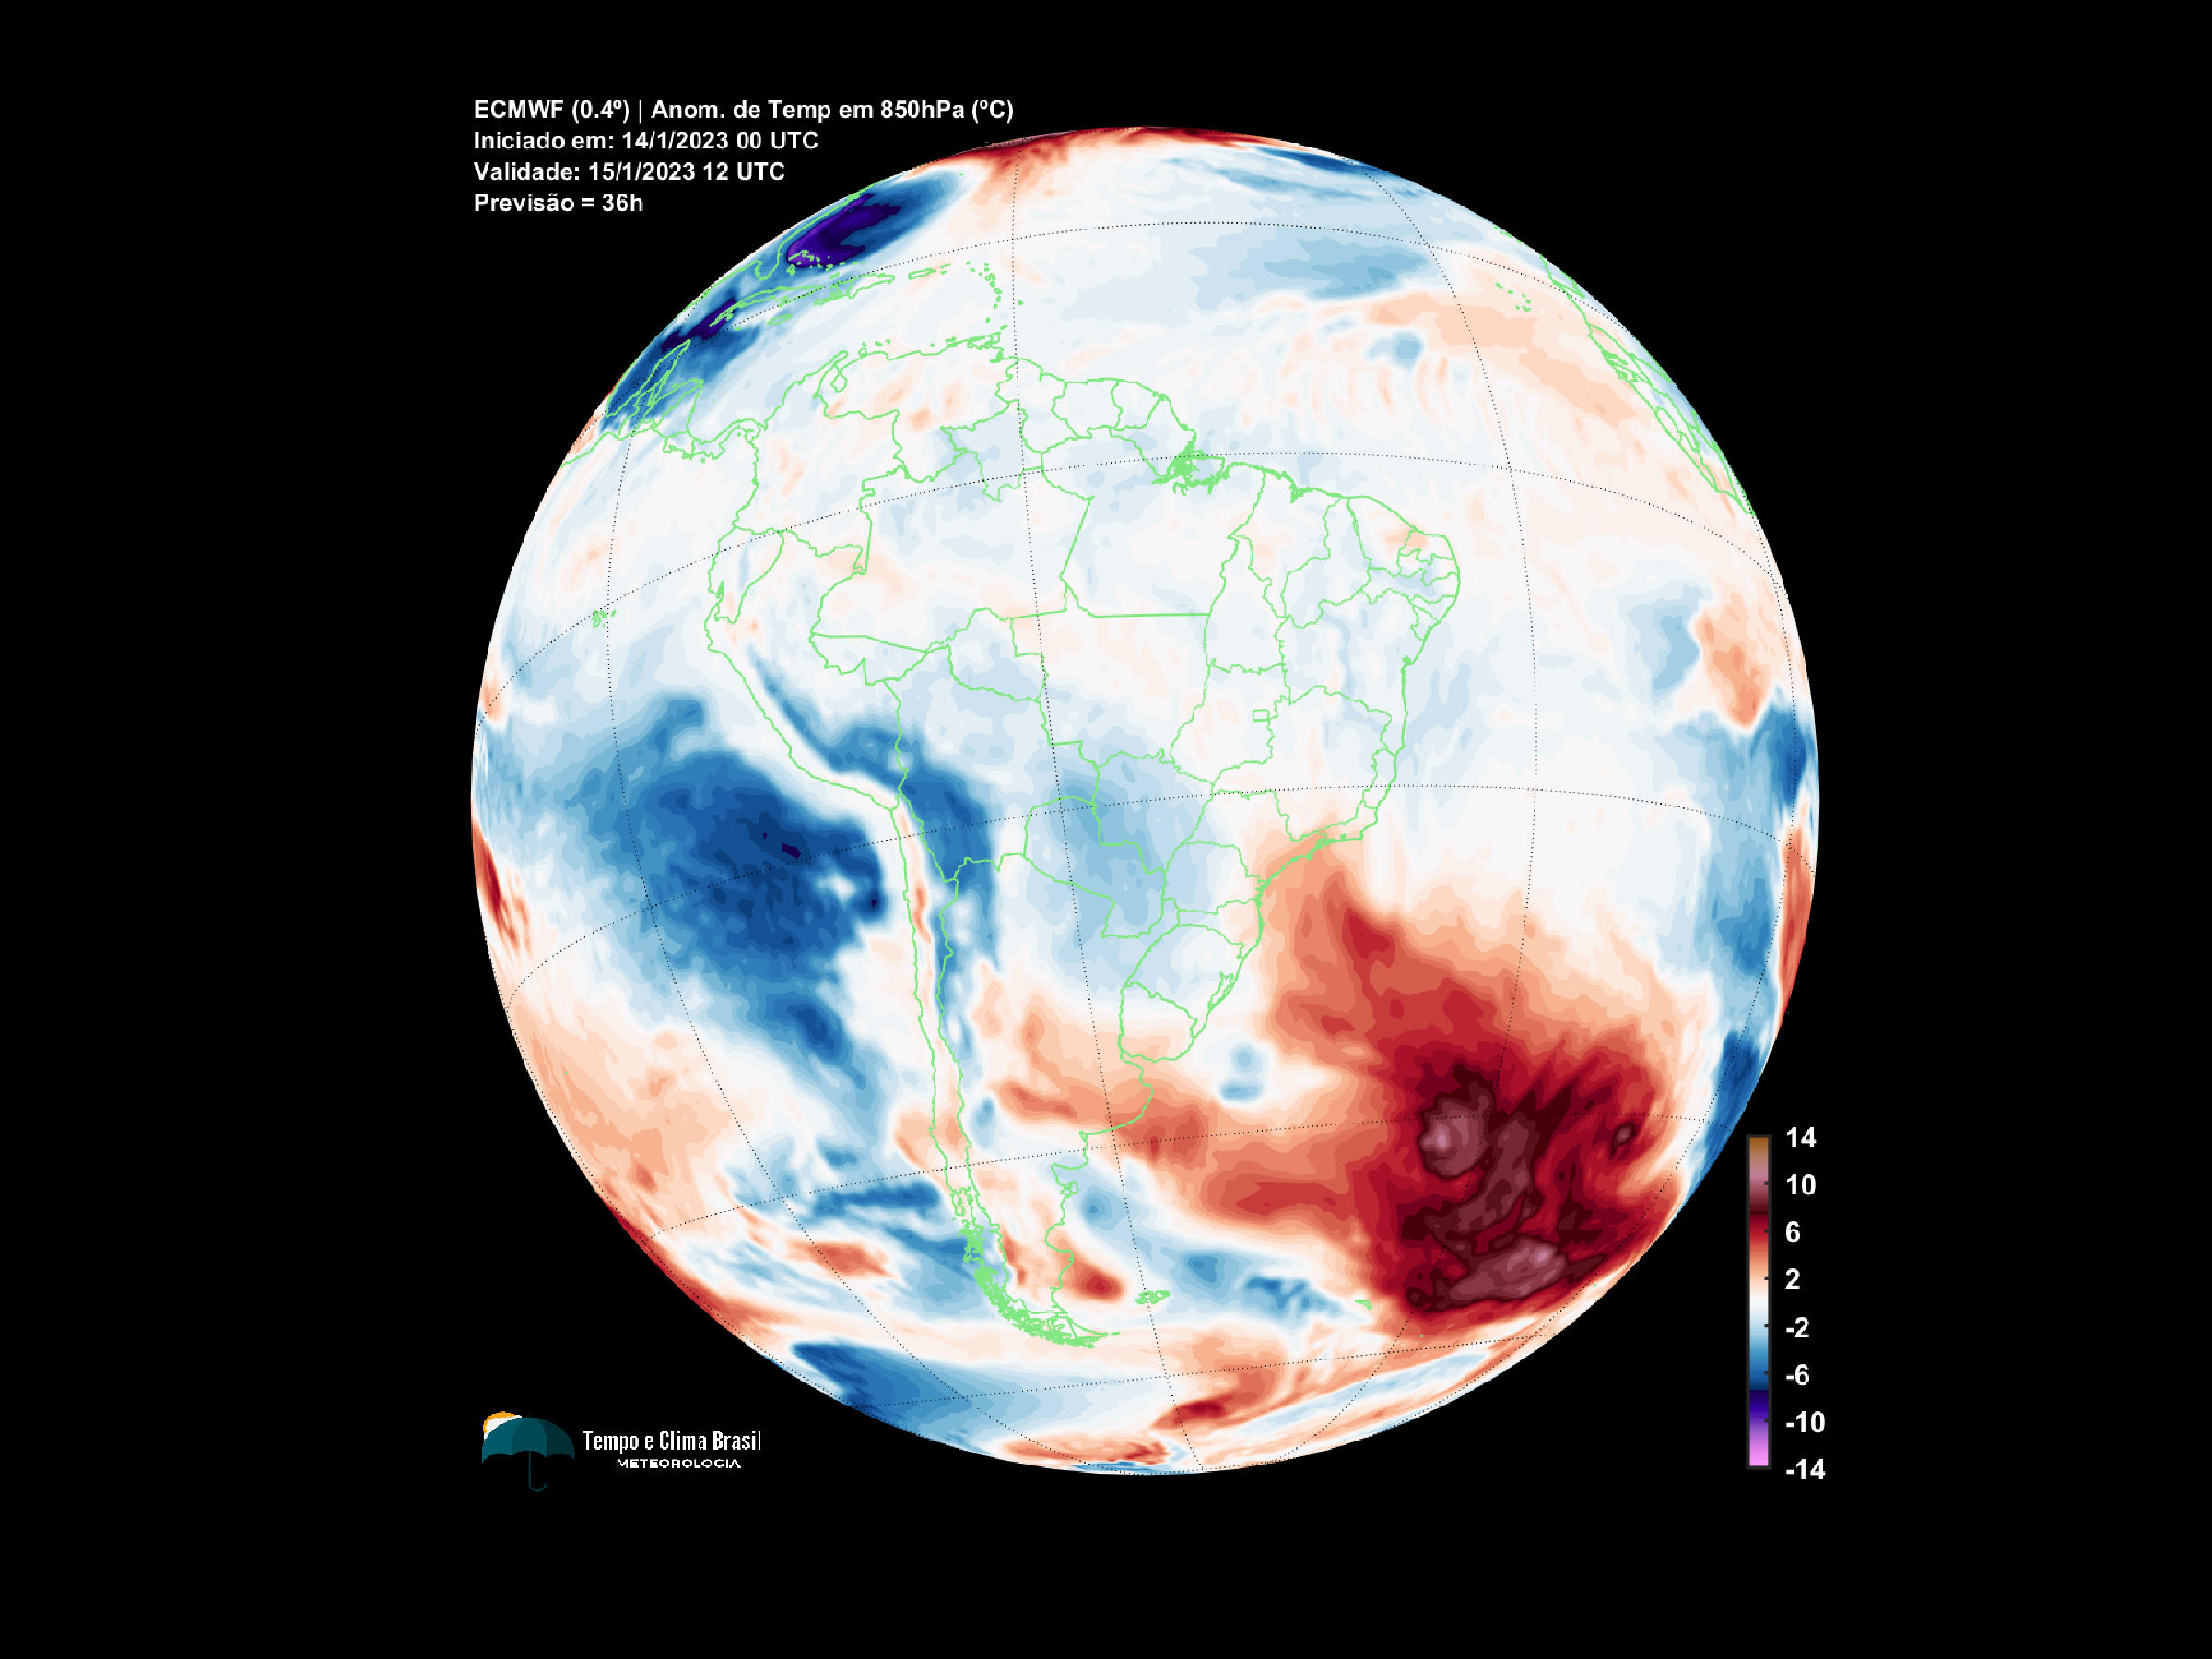 ECMWF (0.4º) | Anom. de Temp em 850hPa (ºC)
Iniciado em: 14/1/2023 00 UTC
Validade: 15/1/2023 12 UTC
Previsão = 36h
14
10
6
2
-2
-6
-10
-14
Tempo e Clima Brasil
METEOROLOGIA